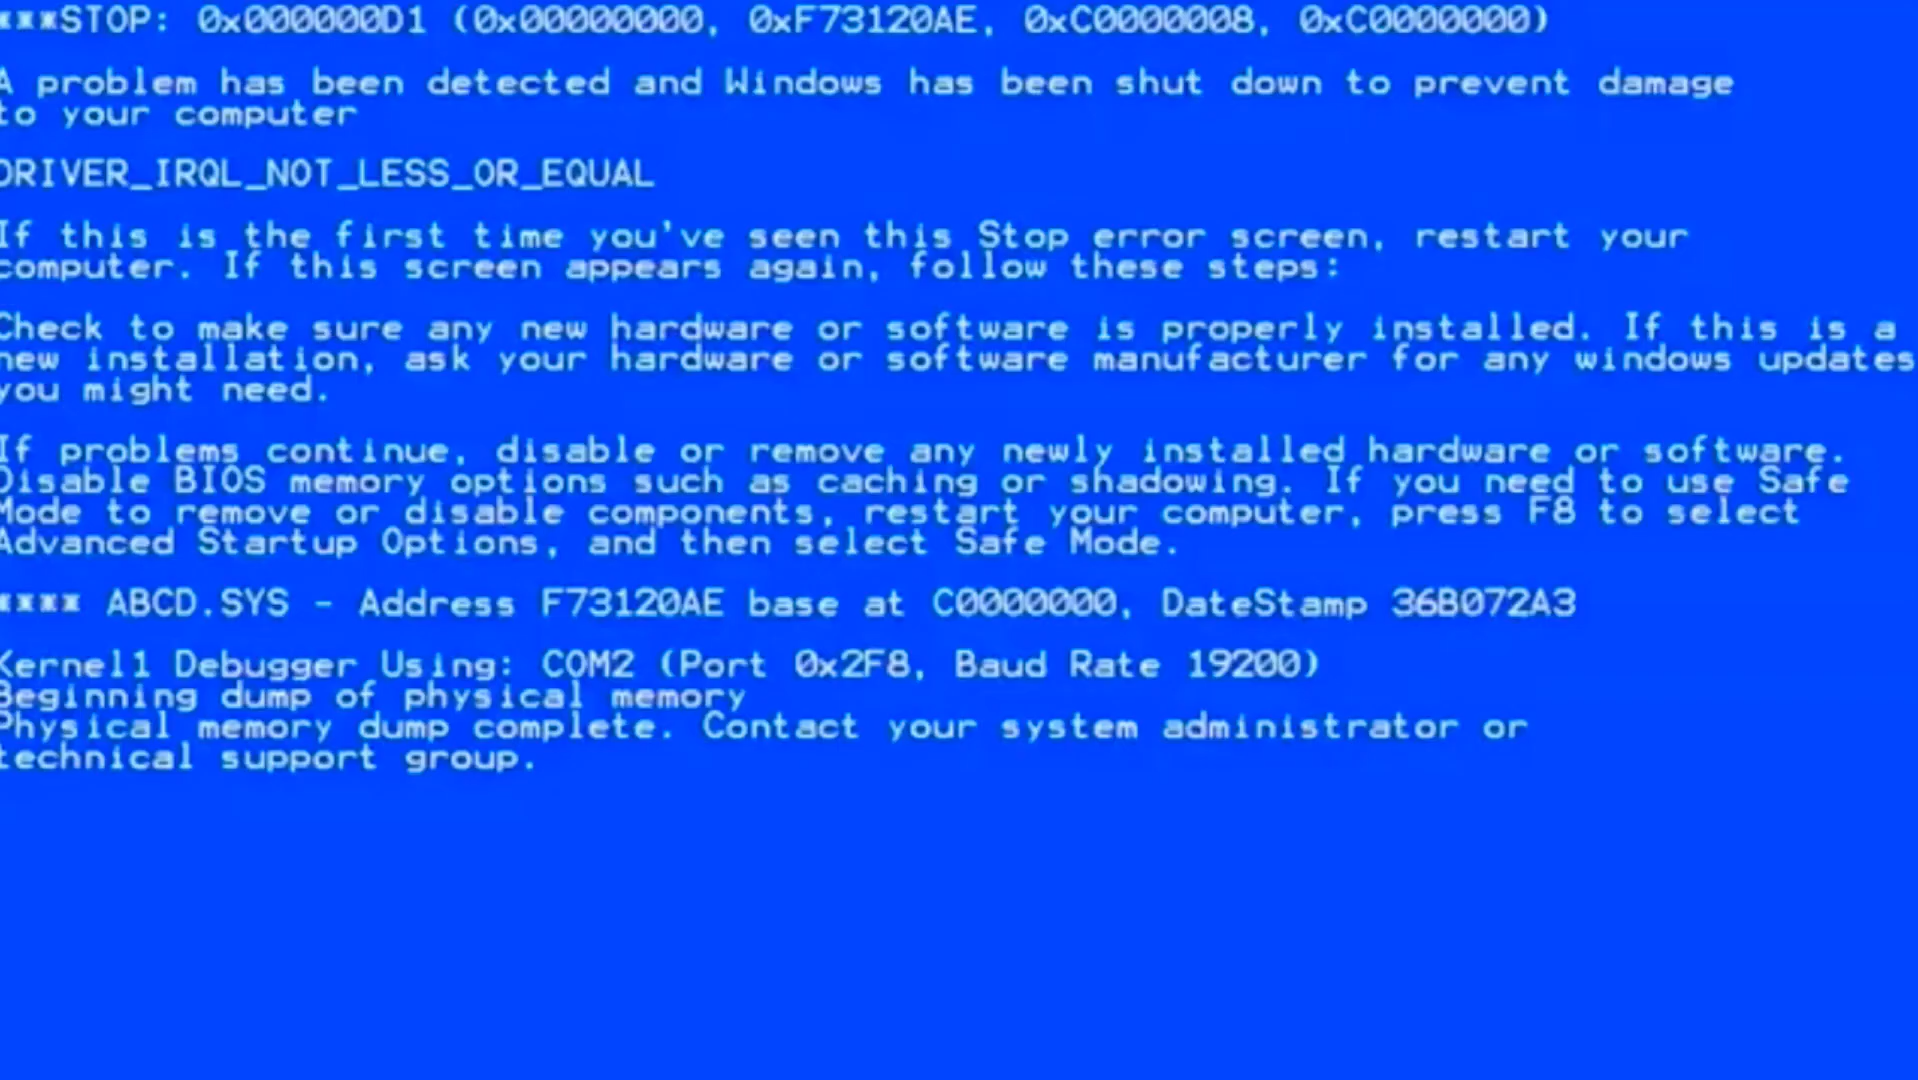 ***STOP: 0x000000D1 (0x00000000, 0xF73120AE, 0xC0000008, 0xC0000000)
A problem has been detected and Windows has been shut down to prevent damage
to your computer
DRIVER_IRQL_NOT_LESS_OR_EQUAL
If this is the first time you've seen this Stop error screen, restart your
computer. If this screen appears again, follow these steps:
Check to make sure any new hardware or software is properly installed. If this is a
new installation, ask your hardware or software manufacturer for any windows updates
you might need.
If problems continue, disable or remove any newly installed hardware or software.
Disable BIOS memory options such as caching or shadowing. If you need to use Safe
Mode to remove or disable components, restart your computer, press F8 to select
Advanced Startup Options, and then select Safe Mode.
**** ABCD.SYS - Address F73120AE base at C0000000, DateStamp 36B072A3
Kernel1 Debugger Using: COM2 (Port 0x2F8, Baud Rate 19200)
Beginning dump of physical memory
Physical memory dump complete. Contact your system administrator or
technical support group.